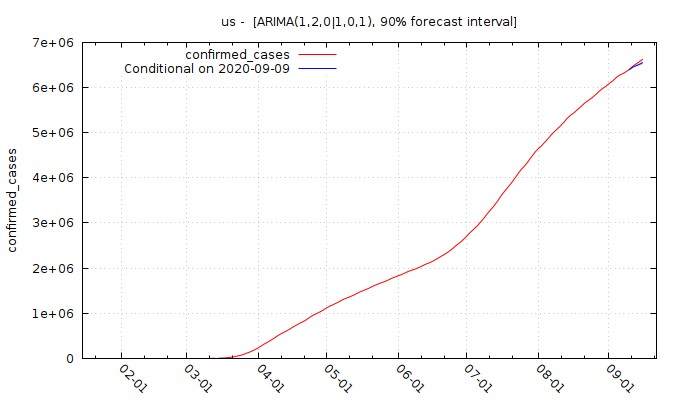 us - [ARIMA(1,2,0|1,0,1), 90% forecast interval]
confirmed_cases
Conditional on 2020-09-09
7e+06
6e+06
5e+06
4e+06
3e+06
2e+06
1e+06
0
confirmed_cases
02-01
03-01
04-01
05-01
06-01
07-01
08-01
09-01